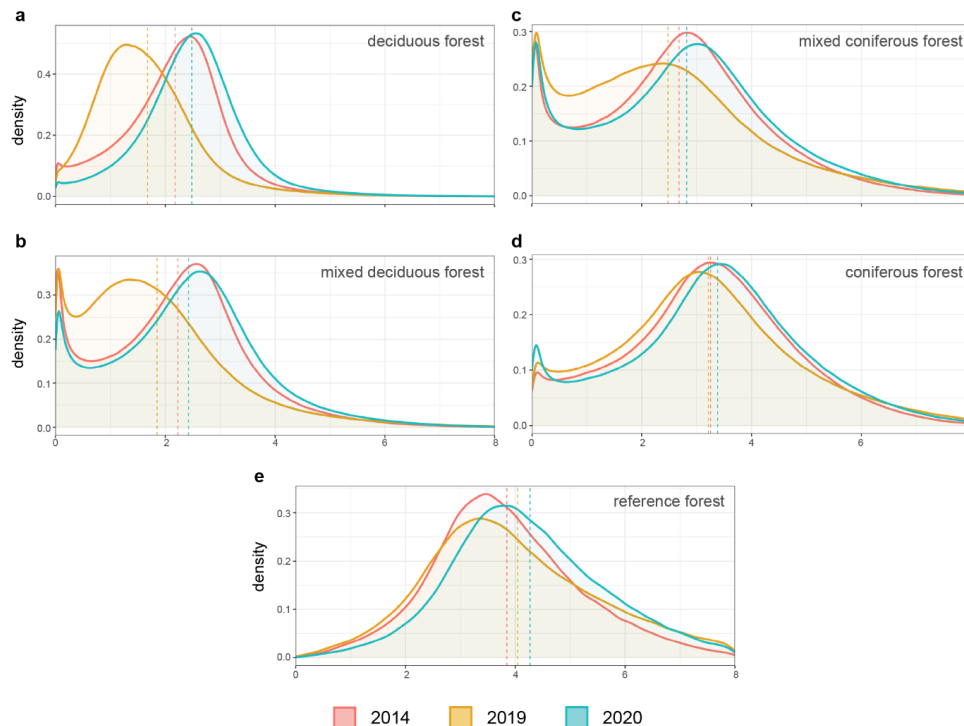 a
deciduous forest
density
0.4
0.2
0.0
c
mixed coniferous forest
0.3
0.2
0.1
0.0
b
mixed deciduous forest
density
0.3
0.2
0.1
0.0
0 2 4 6 8
d
coniferous forest
0.3
0.2
0.1
0.0
0 2 4 6
e
reference forest
density
0.3
0.2
0.1
0.0
0 2 4 6 8
2014 2019 2020